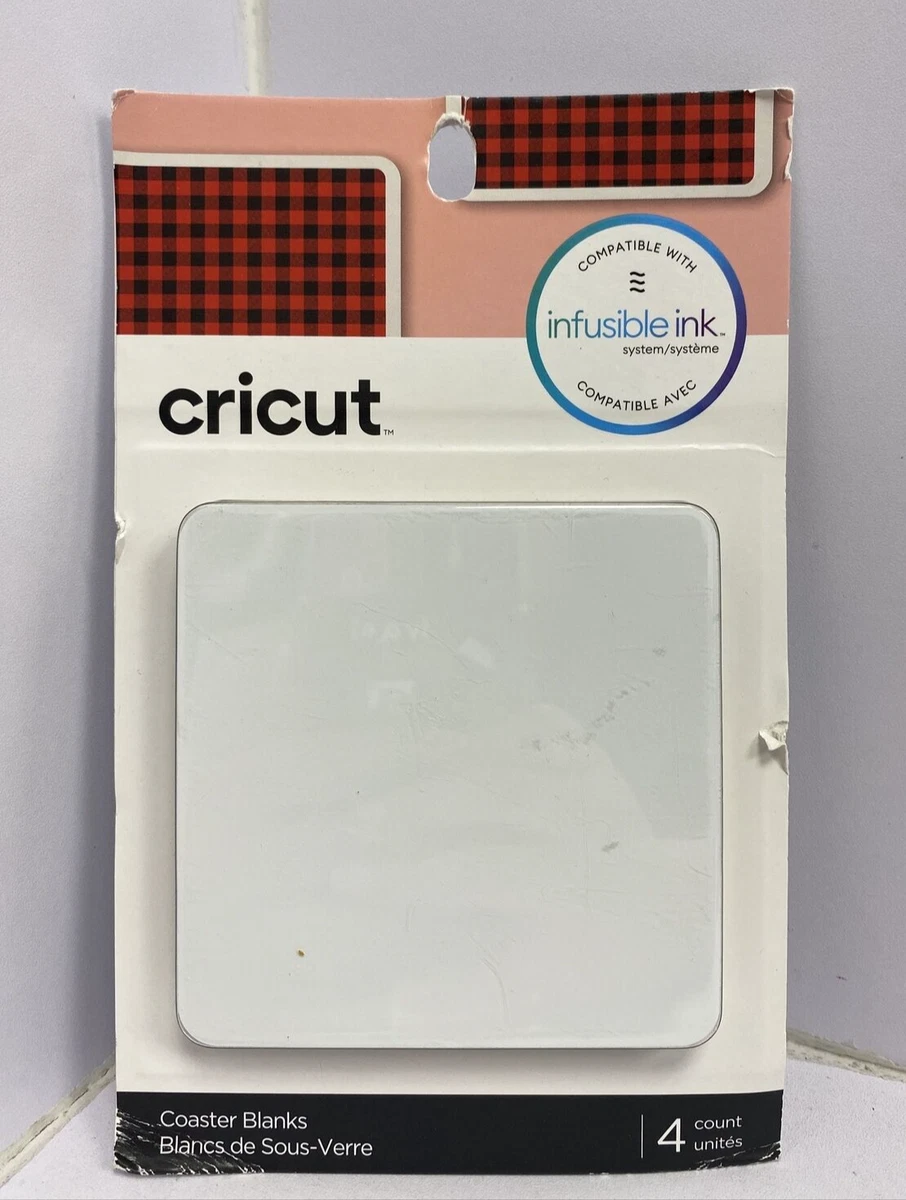 COMPATIBLE WITH
infusible ink™
system/système
COMPATIBLE AVEC
cricut™
Coaster Blanks
Blancs de Sous-Verre
4 count
unités